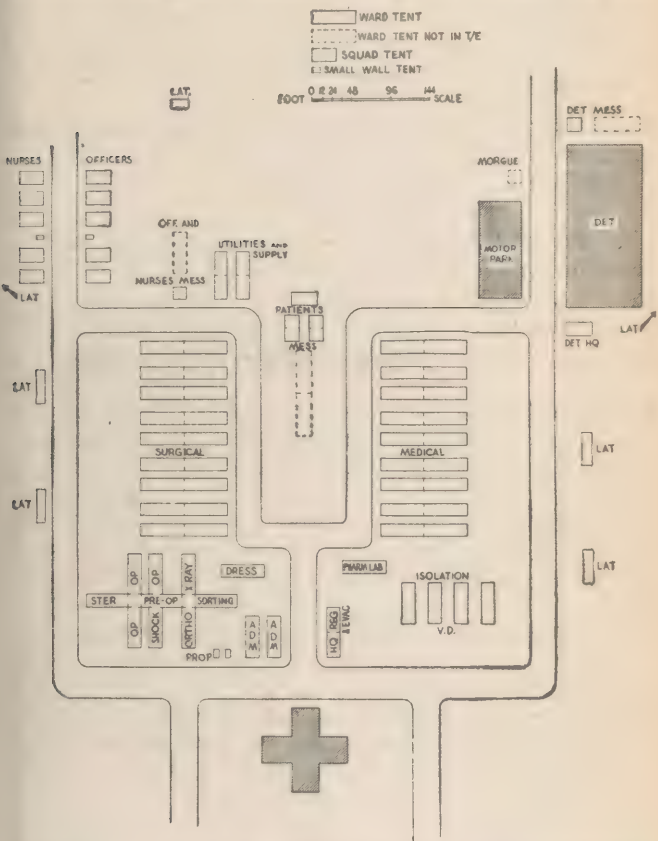 WARD TENT
WARD TENT NOT IN T/E
SQUAD TENT
SMALL WALL TENT
FOOT 0 12 24 48 96 144 SCALE
LAT.
DET MESS
NURSES
OFFICERS
MORGUE
OFF. AND
NURSES MESS
UTILITIES AND
SUPPLY
MOTOR
PARK
DET
PATIENTS
MESS
LAT
DET HQ
LAT
LAT
SURGICAL
MEDICAL
LAT
LAT
LAT
OP
OP
X RAY
DRESS
PHARM LAB
ISOLATION
STER
PRE-OP
SORTING
OP
SHOCK
ORTHO
ADM
ADM
HQ REG
& EVAC
V.D.
PROP